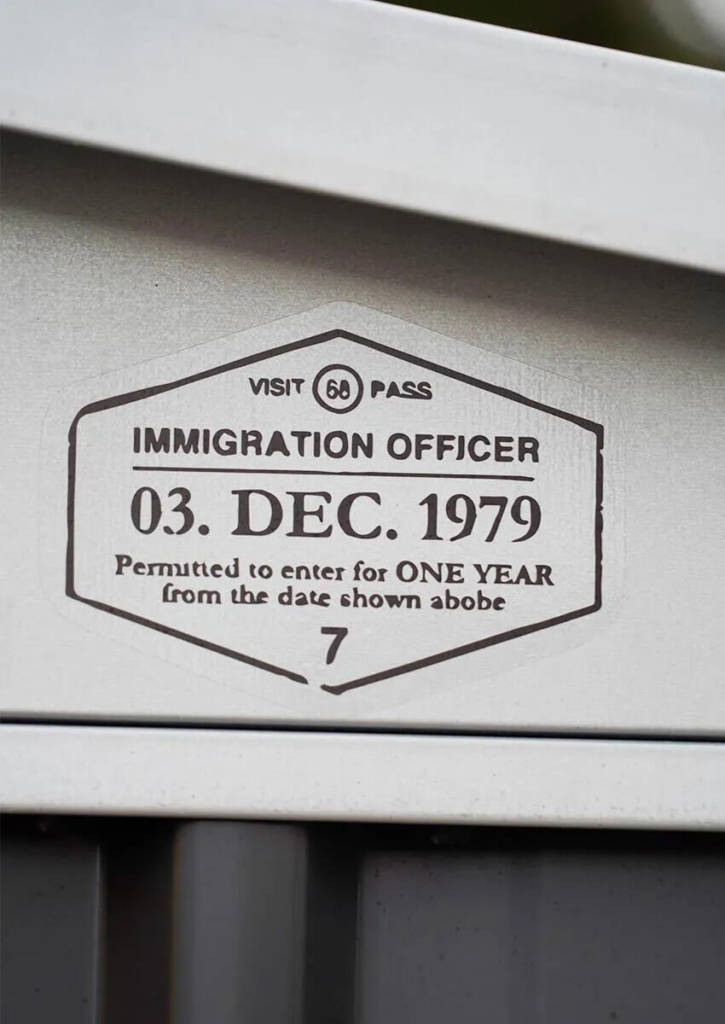 VISIT 68 PASS
IMMIGRATION OFFICER
03. DEC. 1979
Permitted to enter for ONE YEAR
from the date shown abobe
7